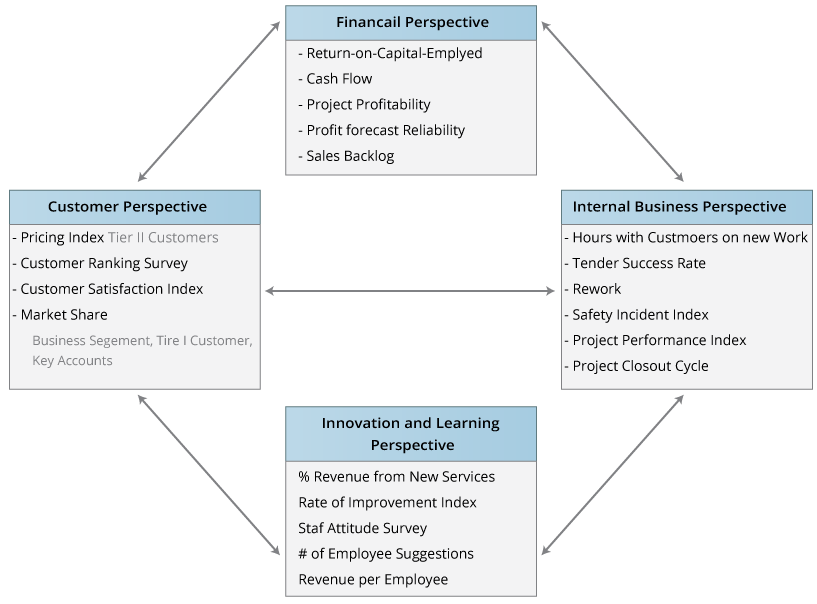 Financail Perspective
- Return-on-Capital-Emplyed
- Cash Flow
- Project Profitability
- Profit forecast Reliability
- Sales Backlog
Customer Perspective
- Pricing Index Tier II Customers
- Customer Ranking Survey
- Customer Satisfaction Index
- Market Share
Business Segement, Tire I Customer,
Key Accounts
Internal Business Perspective
- Hours with Custmoers on new Work
- Tender Success Rate
- Rework
- Safety Incident Index
- Project Performance Index
- Project Closout Cycle
Innovation and Learning
Perspective
% Revenue from New Services
Rate of Improvement Index
Staf Attitude Survey
# of Employee Suggestions
Revenue per Employee